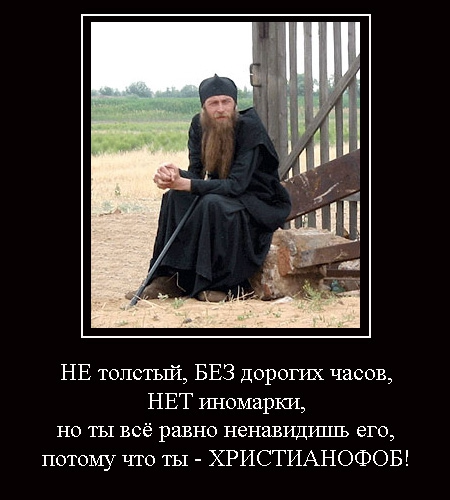 НЕ толстый, БЕЗ дорогих часов,
НЕТ иномарки,
но ты всё равно ненавидишь его,
потому что ты - ХРИСТИАНОФОБ!